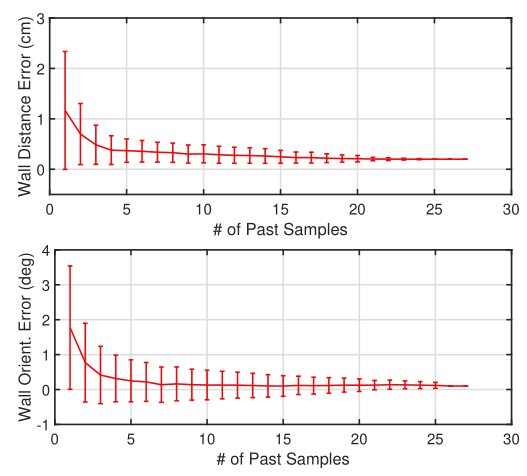 3
2
1
0
Wall Distance Error (cm)
0 5 10 15 20 25 30
# of Past Samples
4
3
2
1
0
-1
Wall Orient. Error (deg)
0 5 10 15 20 25 30
# of Past Samples